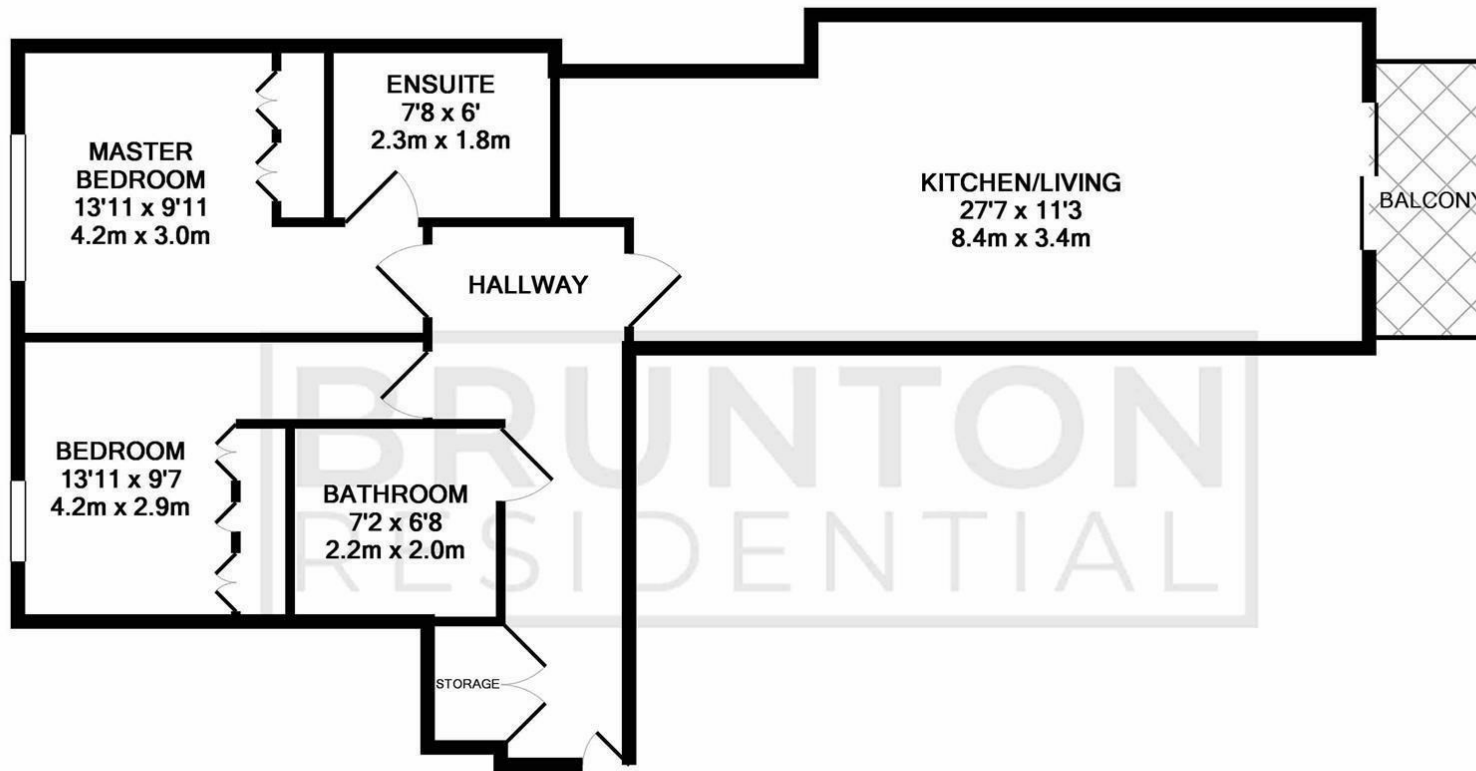 ENSUITE
7'8 x 6'
2.3m x 1.8m
MASTER
BEDROOM
13'11 x 9'11
4.2m x 3.0m
KITCHEN/LIVING
27'7 x 11'3
8.4m x 3.4m
BALCONY
HALLWAY
BRUNTON
RESIDENTIAL
BEDROOM
13'11 x 9'7
4.2m x 2.9m
BATHROOM
7'2 x 6'8
2.2m x 2.0m
STORAGE